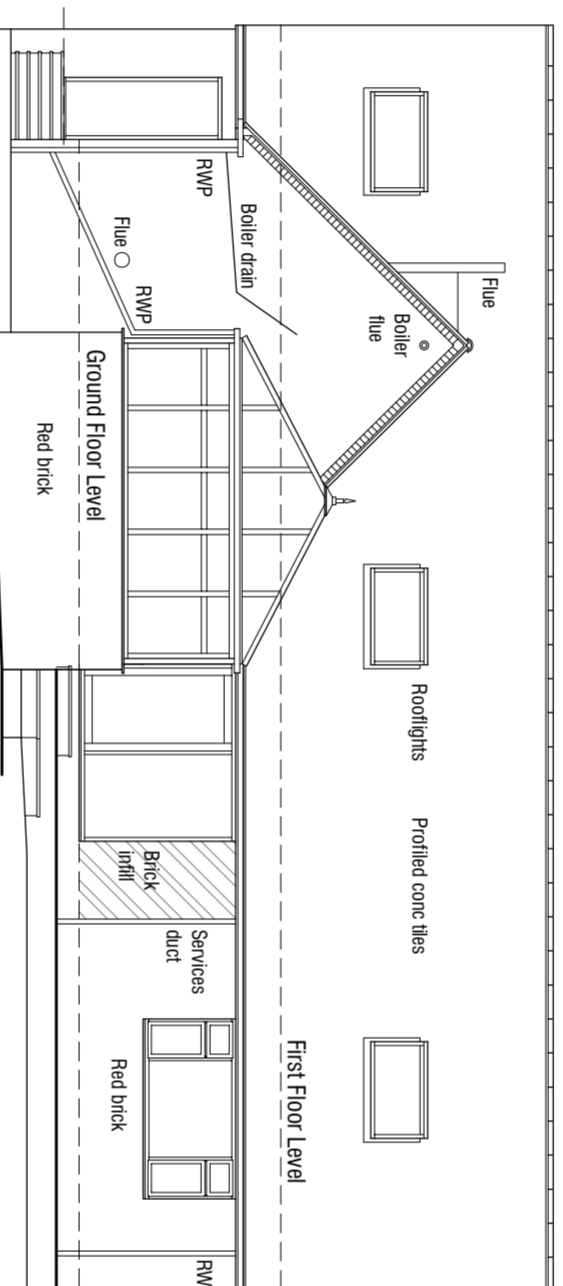 Flue
Boiler
flue
Rooflights
Profiled conc tiles
First Floor Level
Boiler drain
RWP
Flue
RWP
Ground Floor Level
Red brick
Brick
infill
Services
duct
Red brick
RW